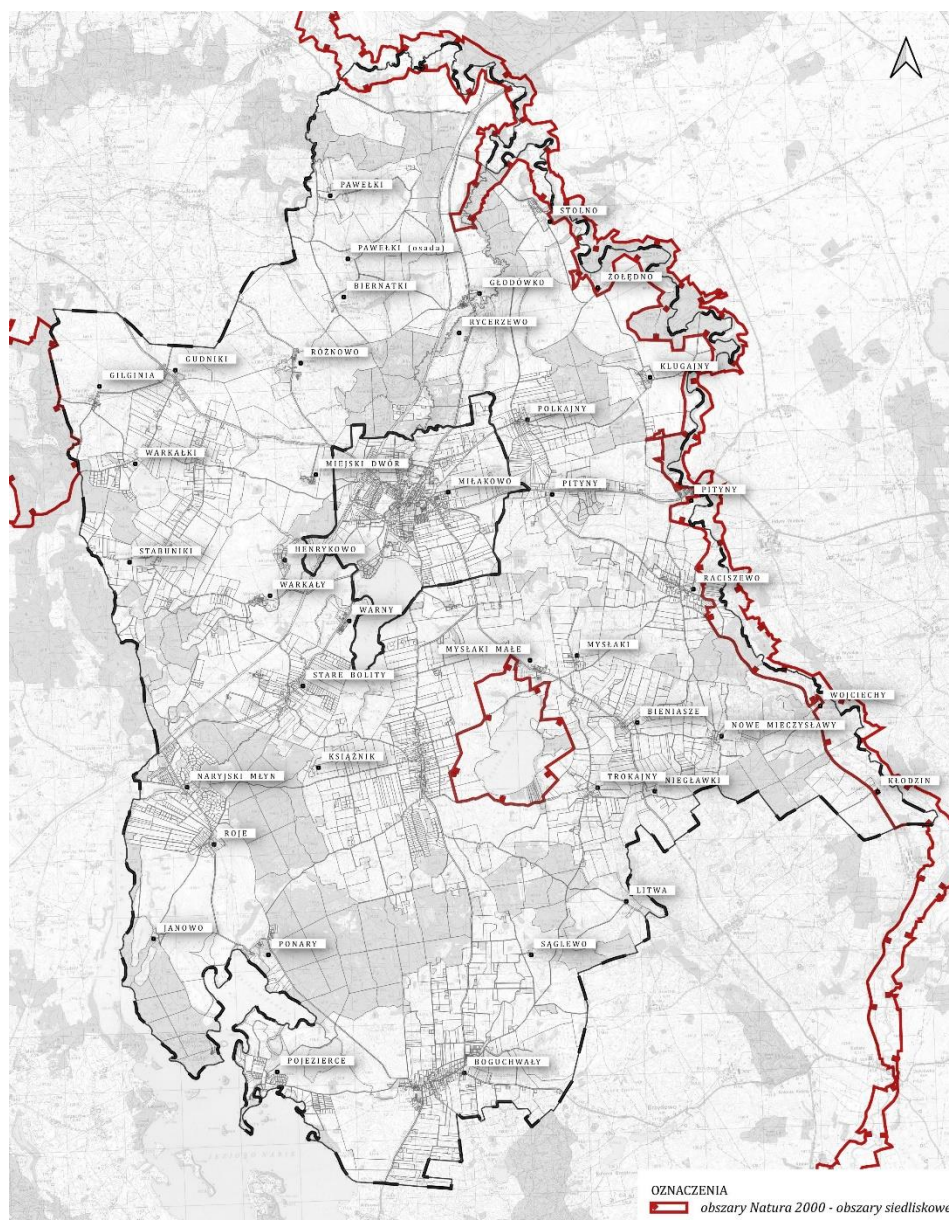 PAWEŁKI
STOLNO
PAWEŁKI (osada)
ŻOŁĘDNO
BIERNATKI
GŁODÓWKO
RYCERZEWO
GUDNIKI
RÓŻNOWO
GILGINIA
KLUGAJNY
POLKAJNY
WARKAŁKI
MIEJSKI DWÓR
MIŁAKOWO
PITYNY
PITYNY
HENRYKOWO
STABUNIKI
WARKAŁY
RACISZEWO
WARNY
MYSŁAKI MAŁE
MYSŁAKI
STARE BOLITY
WOJCIECHY
BIENIASZE
NOWE MIECZYSŁAWY
KSIĄŻNIK
NARYJSKI MŁYN
TROKAJNY
NIEGŁAWKI
KŁODZIN
ROJE
LITWA
JANOWO
PONARY
SĄGLEWO
POJEZIERCE
BOGUCHWAŁY
OZNACZENIA
obszary Natura 2000 - obszary siedliskowe